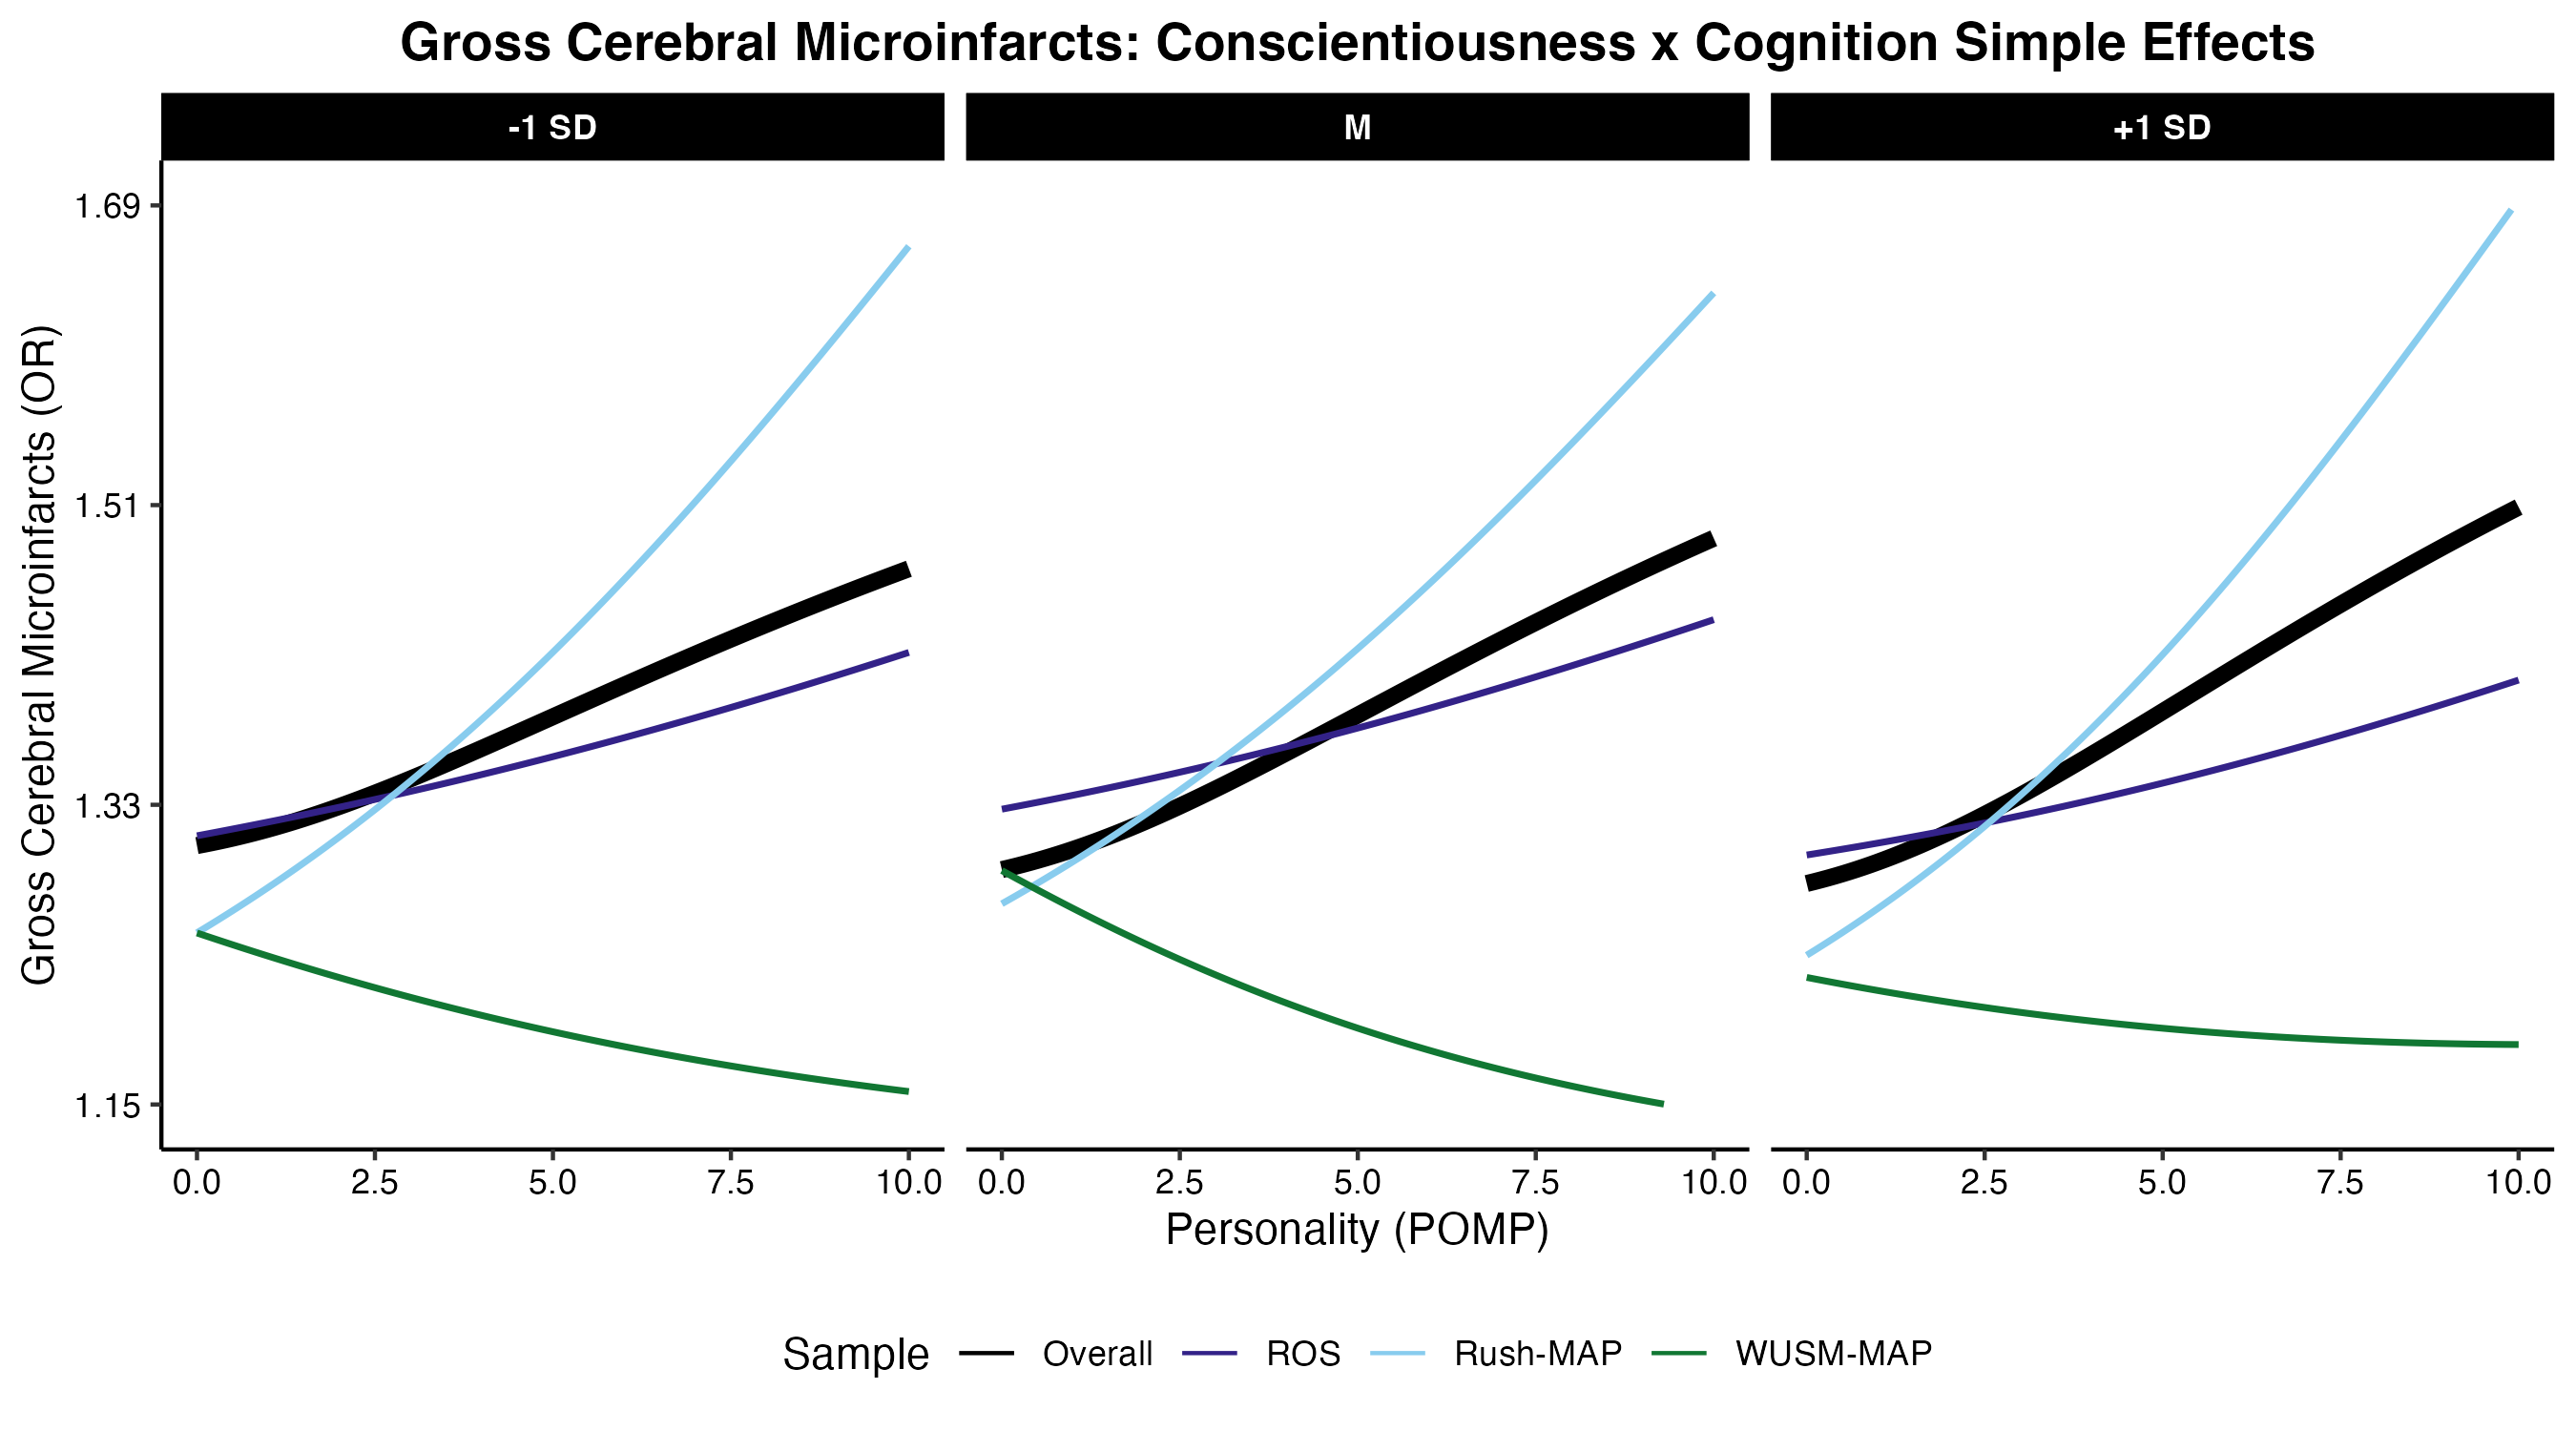 Gross Cerebral Microinfarcts: Conscientiousness x Cognition Simple Effects
-1 SD M +1 SD
Gross Cerebral Microinfarcts (OR)
1.69
1.51
1.33
1.15
0.0 2.5 5.0 7.5 10.0 0.0 2.5 5.0 7.5 10.0 0.0 2.5 5.0 7.5 10.0
Personality (POMP)
Sample Overall ROS Rush-MAP WUSM-MAP